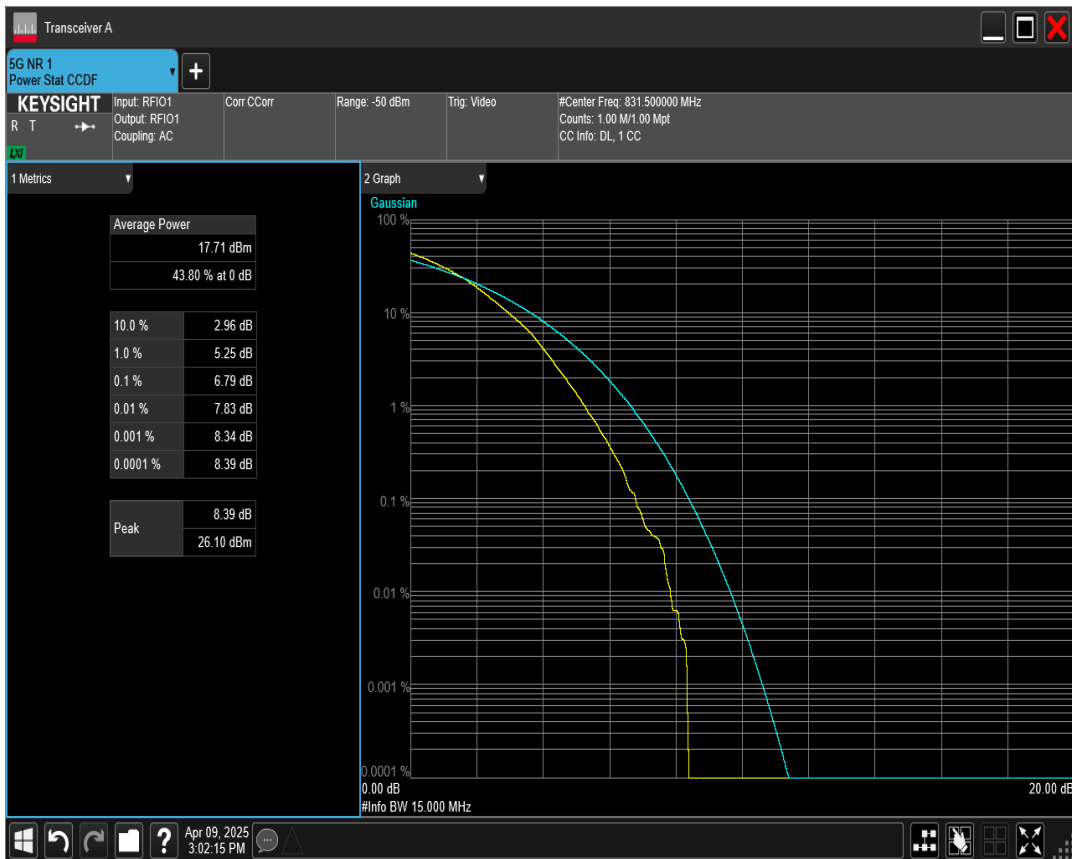 Transceiver A
5G NR 1
Power Stat CCDF
KEYSIGHT
R T
LXI
Input: RFIO1
Output: RFIO1
Coupling: AC
Corr CCorr
Range: -50 dBm
Trig: Video
#Center Freq: 831.500000 MHz
Counts: 1.00 M/1.00 Mpt
CC Info: DL, 1 CC
1 Metrics
Average Power
17.71 dBm
43.80 % at 0 dB
10.0 % 2.96 dB
1.0 % 5.25 dB
0.1 % 6.79 dB
0.01 % 7.83 dB
0.001 % 8.34 dB
0.0001 % 8.39 dB
Peak 8.39 dB
26.10 dBm
2 Graph
Gaussian
100 %
10 %
1 %
0.1 %
0.01 %
0.001 %
0.0001 %
0.00 dB 20.00 dB
#Info BW 15.000 MHz
Apr 09, 2025
3:02:15 PM